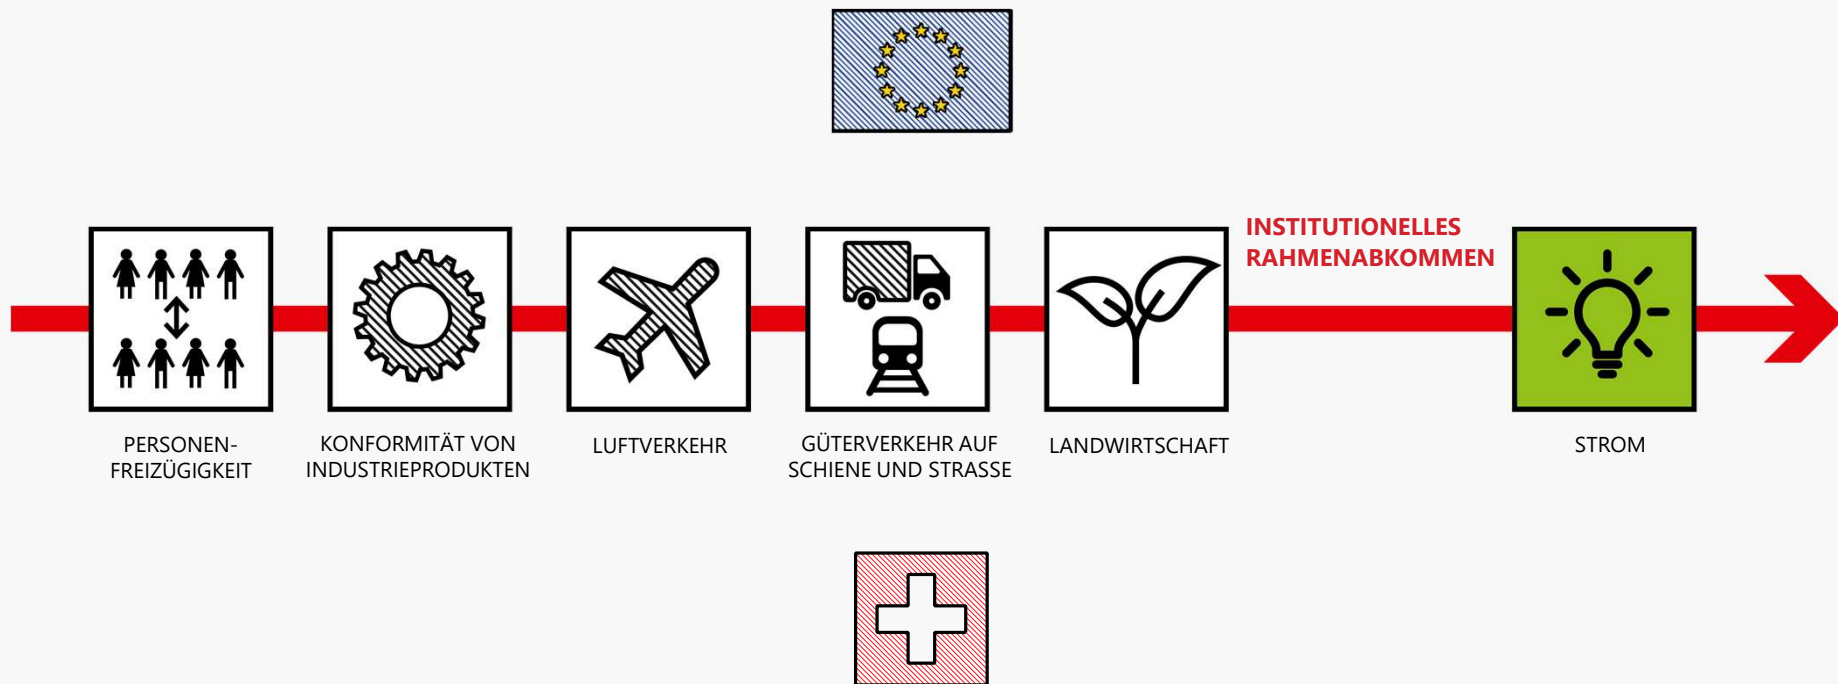 INSTITUTIONELLES
RAHMENABKOMMEN
PERSONEN-
FREIZÜGIGKEIT
KONFORMITÄT VON
INDUSTRIEPRODUKTEN
LUFTVERKEHR
GÜTERVERKEHR AUF
SCHIENE UND STRASSE
LANDWIRTSCHAFT
STROM